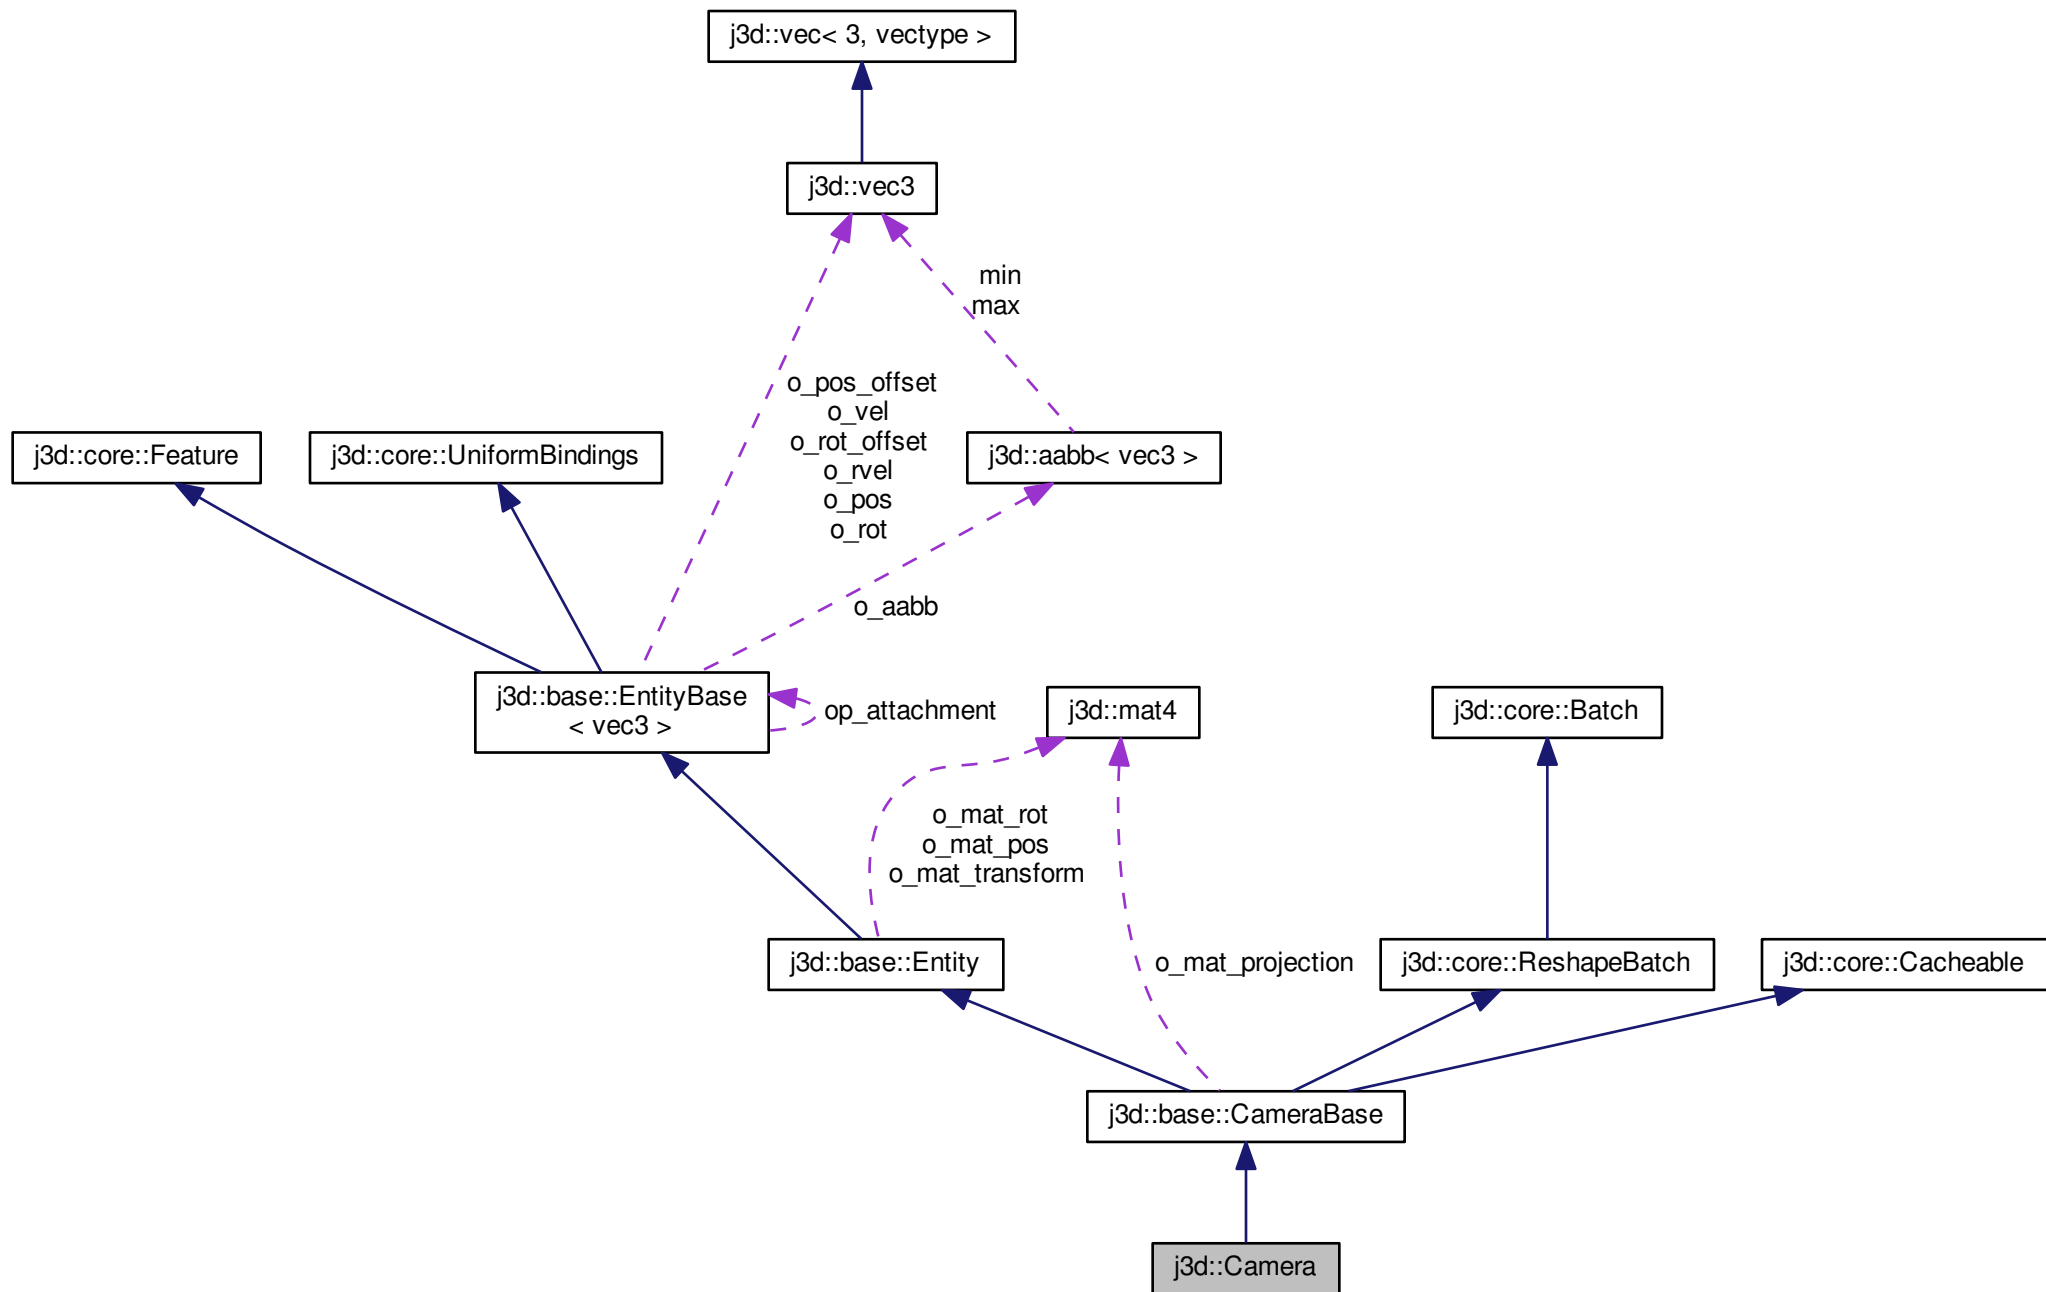 j3d::vec< 3, vectype >
j3d::vec3
min
max
o_pos_offset
o_vel
o_rot_offset
o_rvel
o_pos
o_rot
j3d::core::Feature
j3d::core::UniformBindings
j3d::aabb< vec3 >
o_aabb
j3d::base::EntityBase
< vec3 >
op_attachment
j3d::mat4
j3d::core::Batch
o_mat_rot
o_mat_pos
o_mat_transform
j3d::base::Entity
o_mat_projection
j3d::core::ReshapeBatch
j3d::core::Cacheable
j3d::base::CameraBase
j3d::Camera